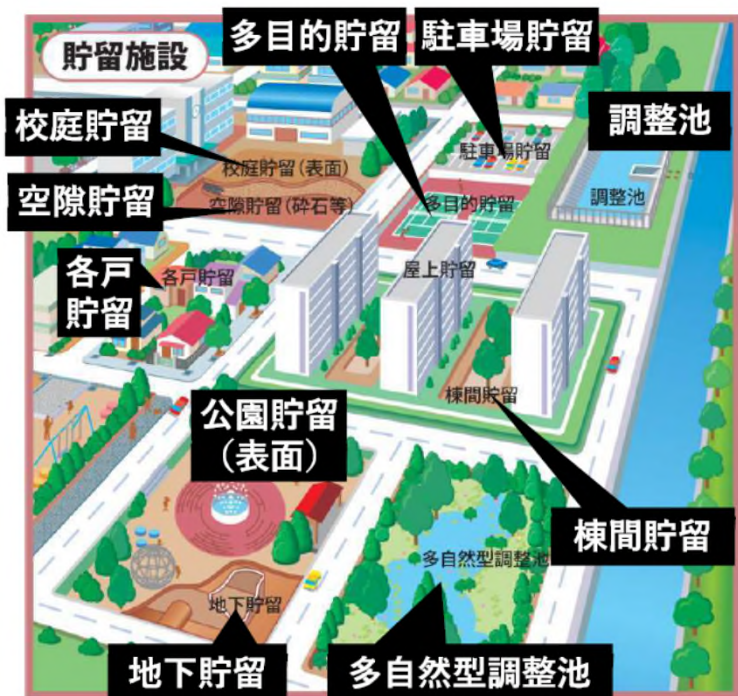 貯留施設
多目的貯留
駐車場貯留
校庭貯留
調整池
校庭貯留(表面)
駐車場貯留
空隙貯留
空隙貯留(砕石等)
多目的貯留
調整池
各戸
貯留
各戸貯留
屋上貯留
公園貯留
(表面)
棟間貯留
棟間貯留
多自然型調整池
地下貯留
地下貯留
多自然型調整池